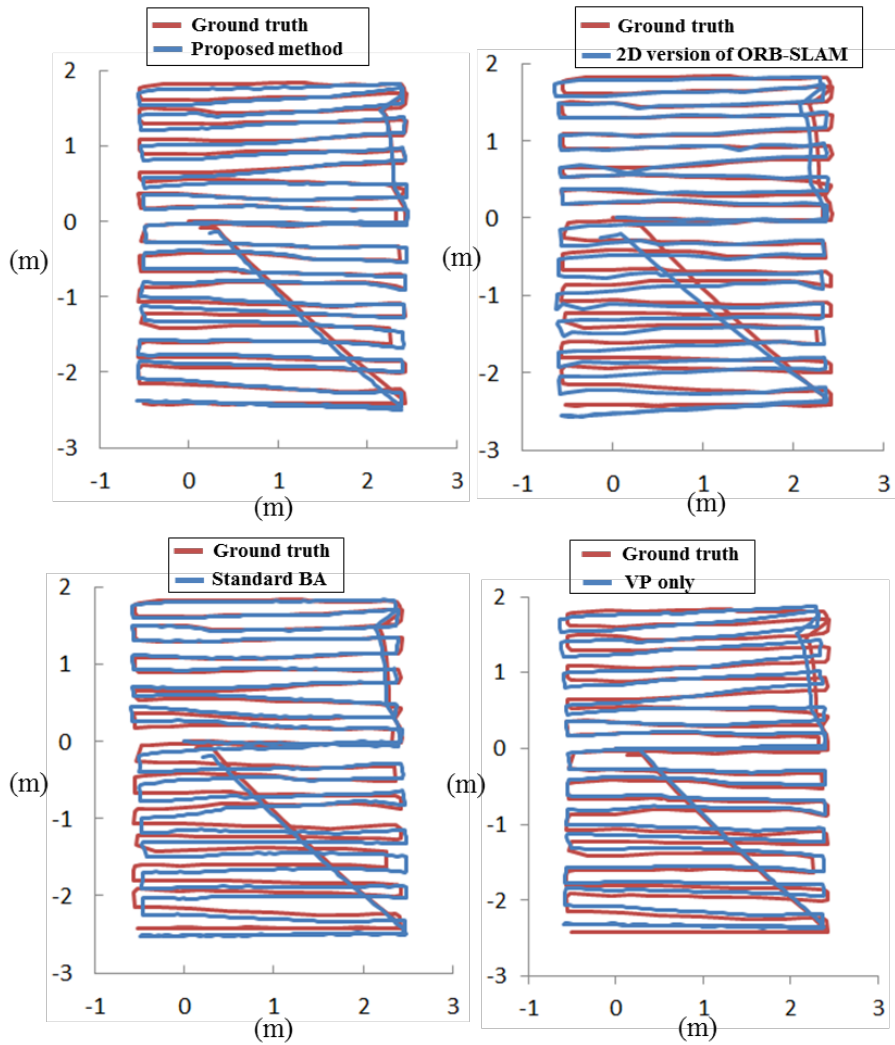 Ground truth
Proposed method
2
1
0
-1
-2
-3
(m)
-1 0 1 2 3
(m)
Ground truth
2D version of ORB-SLAM
2
1
0
-1
-2
-3
(m)
-1 0 1 2 3
(m)
Ground truth
Standard BA
2
1
0
-1
-2
-3
(m)
-1 0 1 2 3
(m)
Ground truth
VP only
2
1
0
-1
-2
-3
(m)
-1 0 1 2 3
(m)